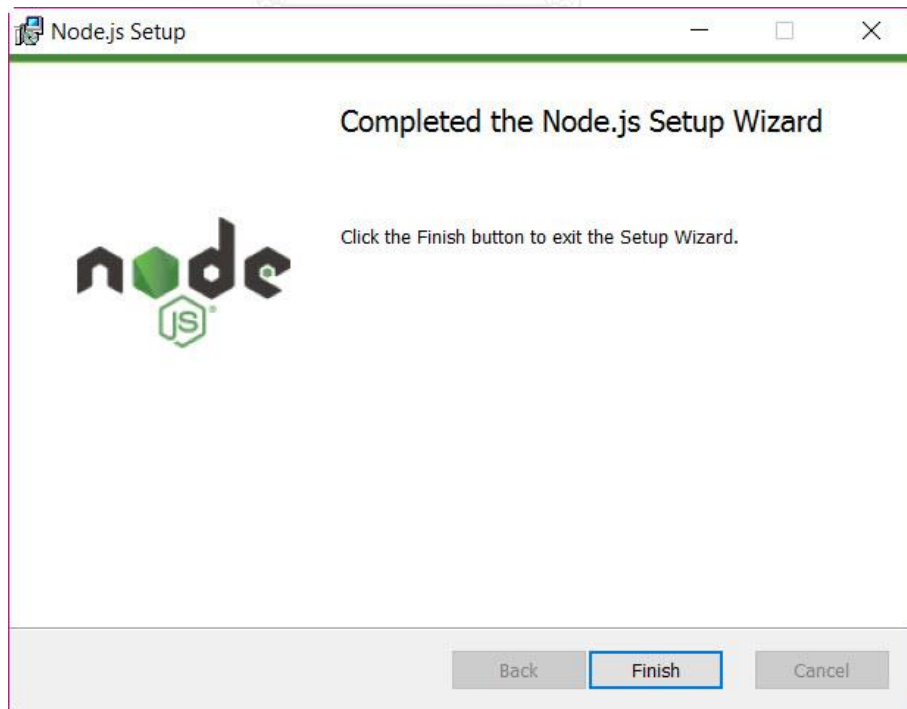 Node.js Setup
Completed the Node.js Setup Wizard
Click the Finish button to exit the Setup Wizard.
node
JS
Back Finish Cancel